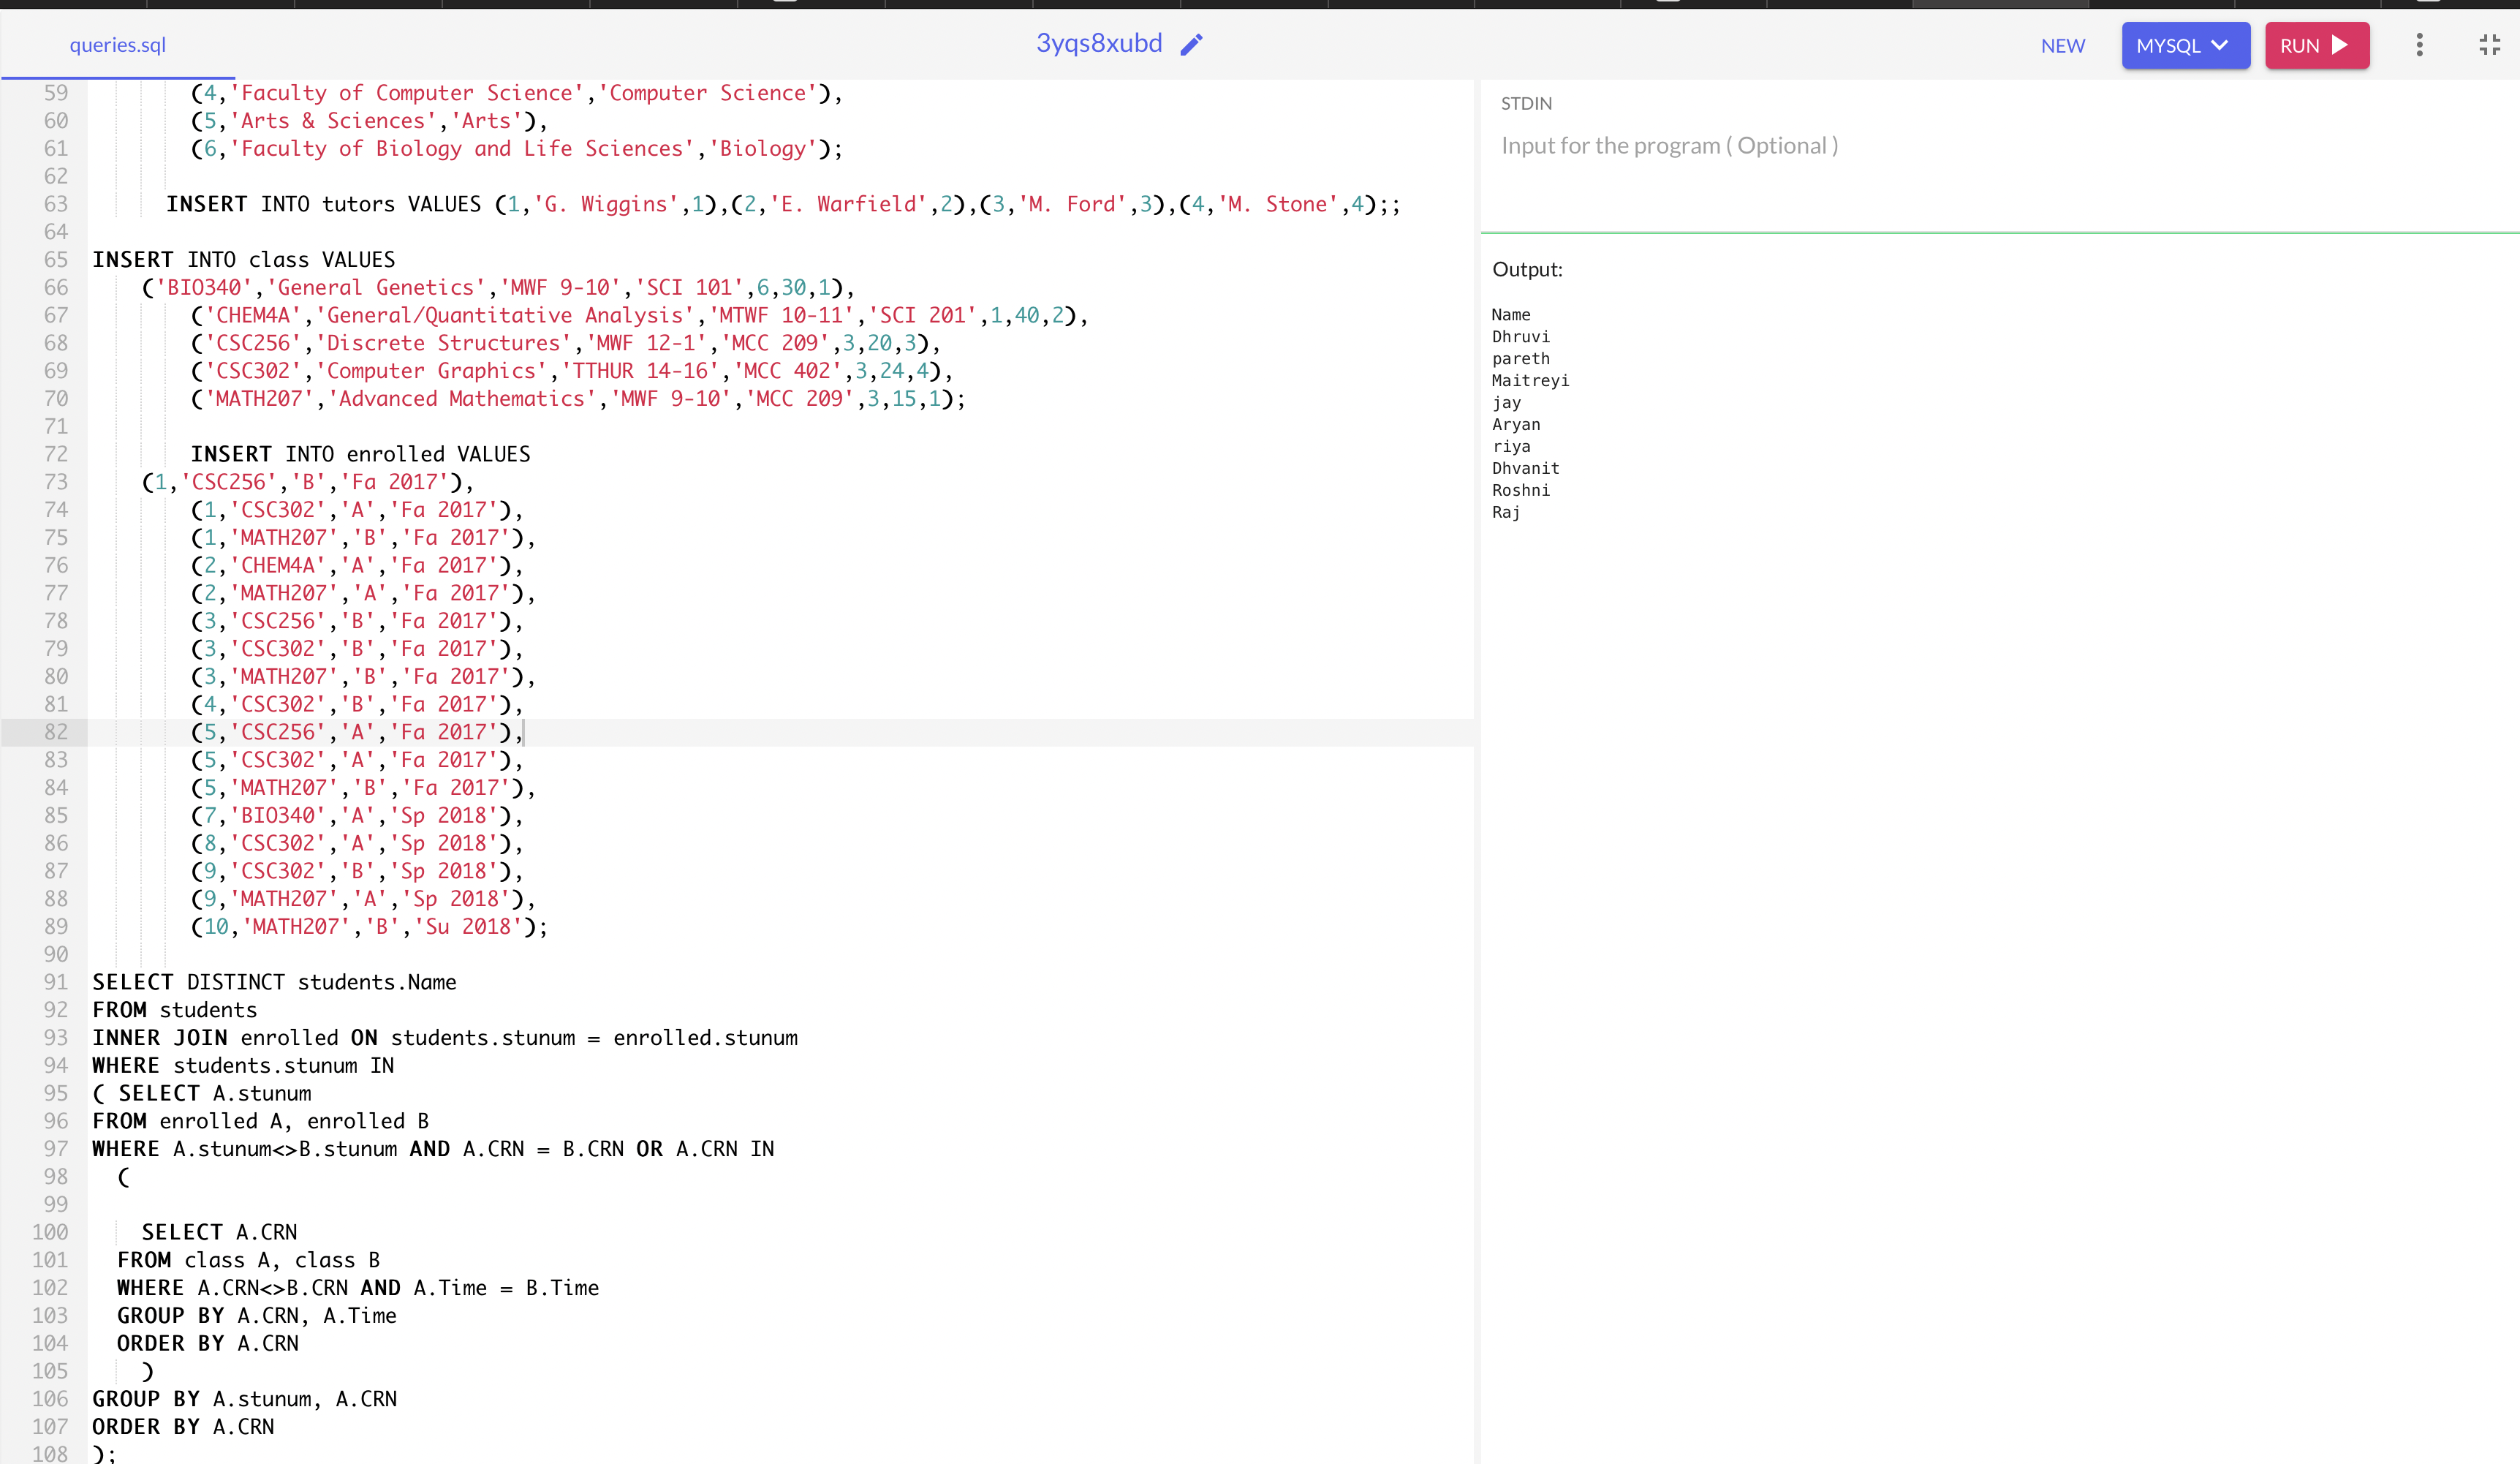 queries.sql
3yqs8xubd
NEW
MYSQL
RUN
59 (4,'Faculty of Computer Science','Computer Science'),
60 (5,'Arts & Sciences','Arts'),
61 (6,'Faculty of Biology and Life Sciences','Biology');
62
63 INSERT INTO tutors VALUES (1,'G. Wiggins',1),(2,'E. Warfield',2),(3,'M. Ford',3),(4,'M. Stone',4);;
64
65 INSERT INTO class VALUES
66 ('BIO340','General Genetics','MWF 9-10','SCI 101',6,30,1),
67 ('CHEM4A','General/Quantitative Analysis','MTWF 10-11','SCI 201',1,40,2),
68 ('CSC256','Discrete Structures','MWF 12-1','MCC 209',3,20,3),
69 ('CSC302','Computer Graphics','TTHUR 14-16','MCC 402',3,24,4),
70 ('MATH207','Advanced Mathematics','MWF 9-10','MCC 209',3,15,1);
71
72 INSERT INTO enrolled VALUES
73 (1,'CSC256','B','Fa 2017'),
74 (1,'CSC302','A','Fa 2017'),
75 (1,'MATH207','B','Fa 2017'),
76 (2,'CHEM4A','A','Fa 2017'),
77 (2,'MATH207','A','Fa 2017'),
78 (3,'CSC256','B','Fa 2017'),
79 (3,'CSC302','B','Fa 2017'),
80 (3,'MATH207','B','Fa 2017'),
81 (4,'CSC302','B','Fa 2017'),
82 (5,'CSC256','A','Fa 2017'),
83 (5,'CSC302','A','Fa 2017'),
84 (5,'MATH207','B','Fa 2017'),
85 (7,'BIO340','A','Sp 2018'),
86 (8,'CSC302','A','Sp 2018'),
87 (9,'CSC302','B','Sp 2018'),
88 (9,'MATH207','A','Sp 2018'),
89 (10,'MATH207','B','Su 2018');
90
91 SELECT DISTINCT students.Name
92 FROM students
93 INNER JOIN enrolled ON students.stunum = enrolled.stunum
94 WHERE students.stunum IN
95 ( SELECT A.stunum
96 FROM enrolled A, enrolled B
97 WHERE A.stunum<>B.stunum AND A.CRN = B.CRN OR A.CRN IN
98 (
99
100 SELECT A.CRN
101 FROM class A, class B
102 WHERE A.CRN<>B.CRN AND A.Time = B.Time
103 GROUP BY A.CRN, A.Time
104 ORDER BY A.CRN
105 )
106 GROUP BY A.stunum, A.CRN
107 ORDER BY A.CRN
108 );
STDIN
Input for the program ( Optional )
Output:
Name
Dhruvi
pareth
Maitreyi
jay
Aryan
riya
Dhvanit
Roshni
Raj